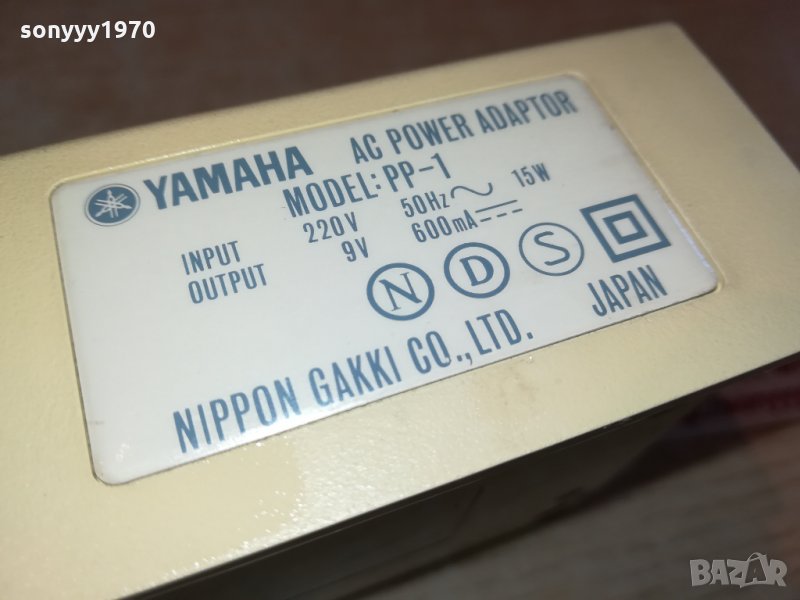 sonyyy1970
YAMAHA AC POWER ADAPTOR
MODEL: PP-1
INPUT 220V 50Hz 15W
OUTPUT 9V 600mA
N D S
NIPPON GAKKI CO., LTD. JAPAN
BAZAR